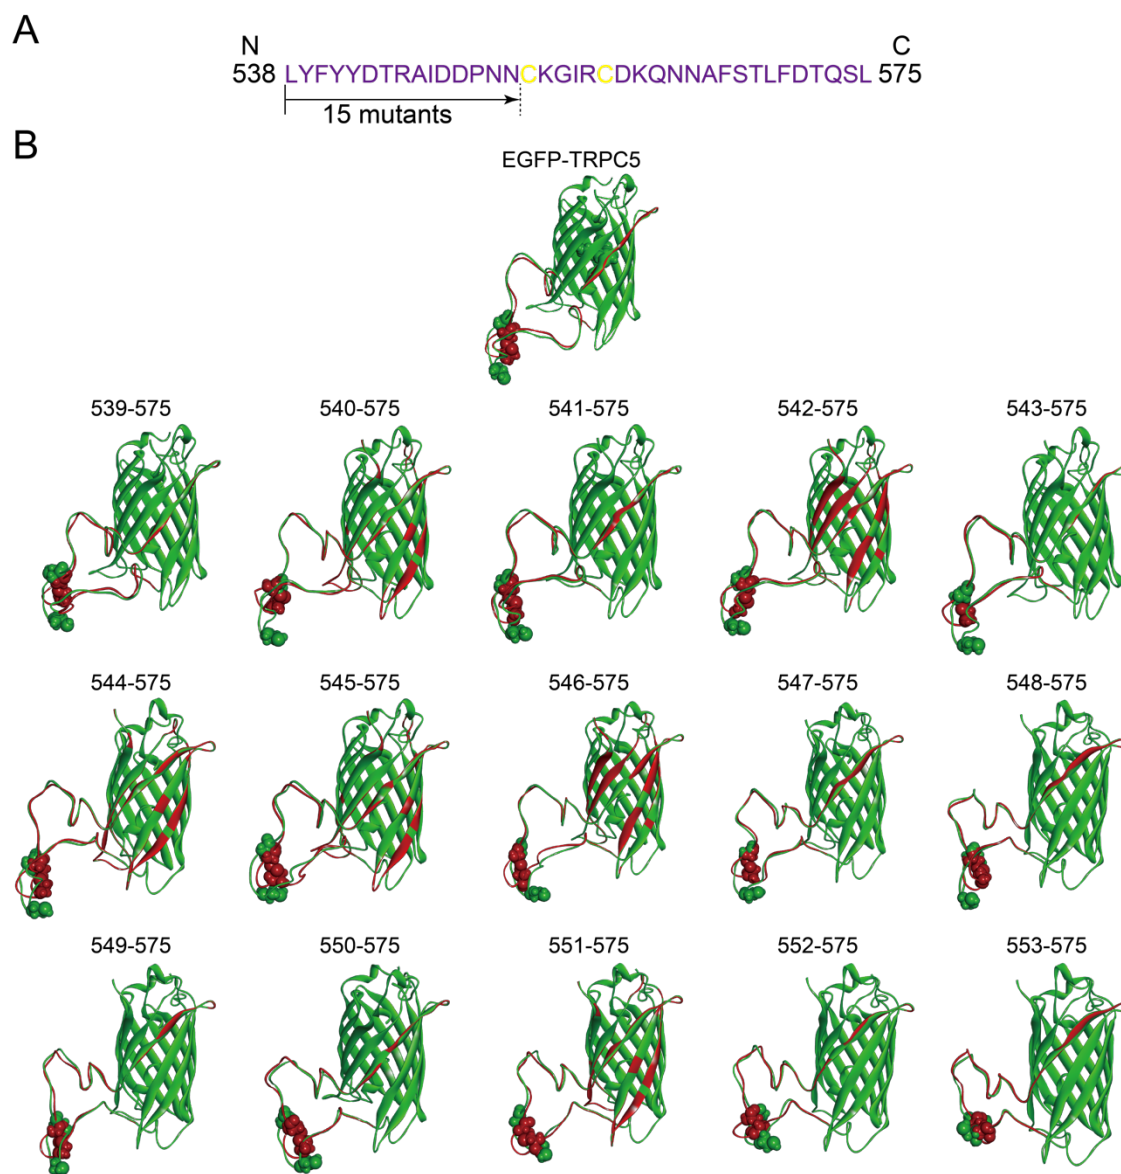 A
N C
538 LYFYYDTRAIDDPNNCKGIRCDKQNNAFSTLFDTQSL 575
15 mutants
B
EGFP-TRPC5
539-575 540-575 541-575 542-575 543-575
544-575 545-575 546-575 547-575 548-575
549-575 550-575 551-575 552-575 553-575